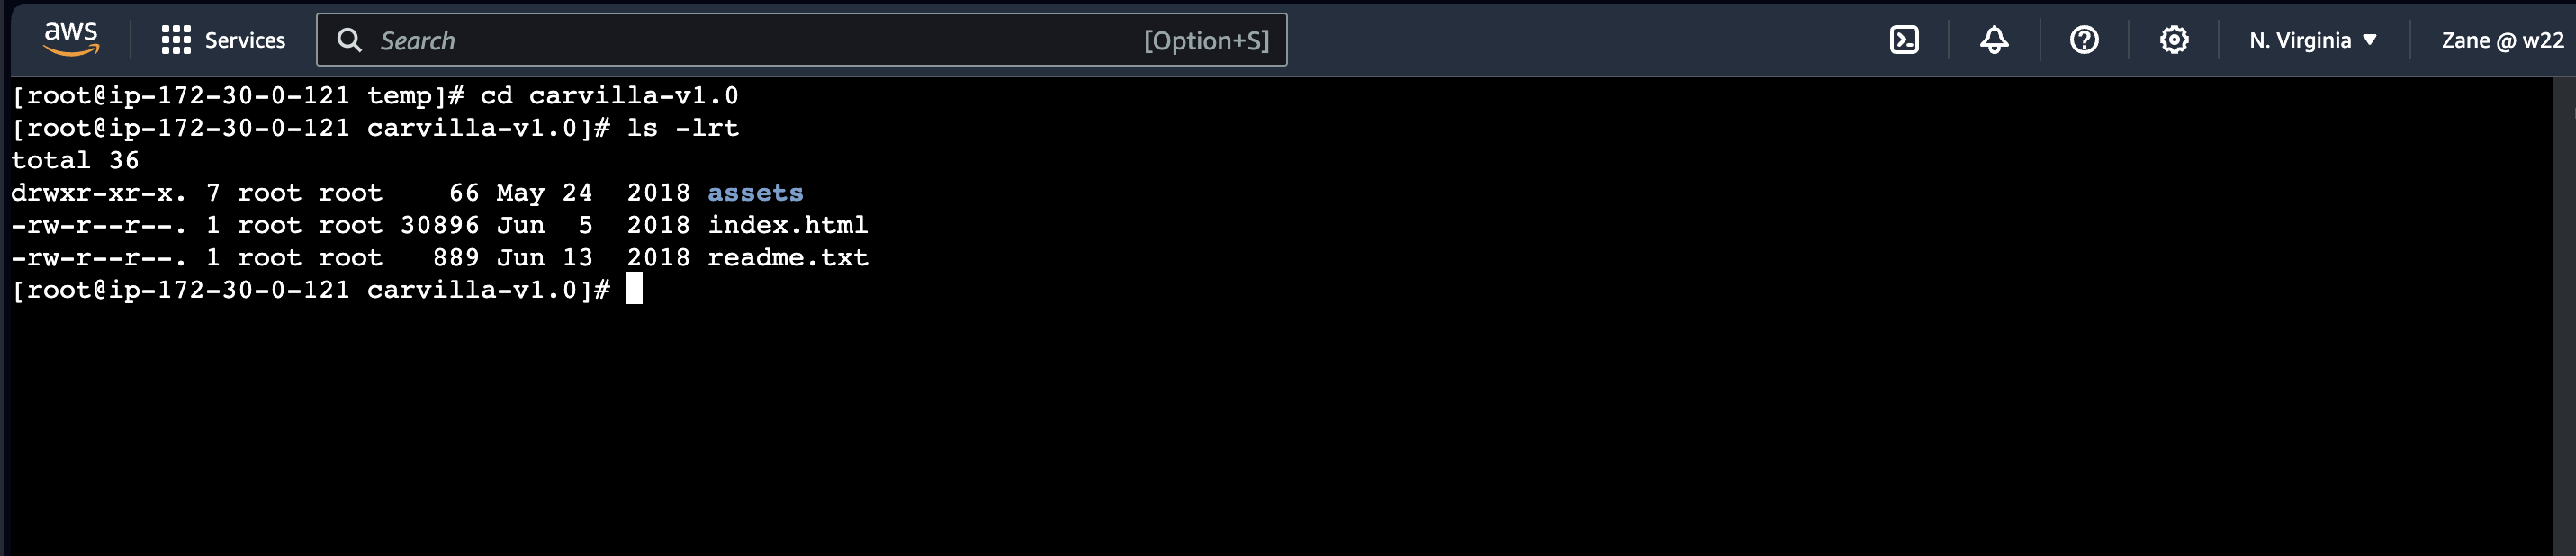 aws Services Search [Option+S] N. Virginia Zane @ w22
[root@ip-172-30-0-121 temp]# cd carvilla-v1.0
[root@ip-172-30-0-121 carvilla-v1.0]# ls -lrt
total 36
drwxr-xr-x. 7 root root    66 May 24  2018 assets
-rw-r--r--. 1 root root 30896 Jun  5  2018 index.html
-rw-r--r--. 1 root root   889 Jun 13  2018 readme.txt
[root@ip-172-30-0-121 carvilla-v1.0]#